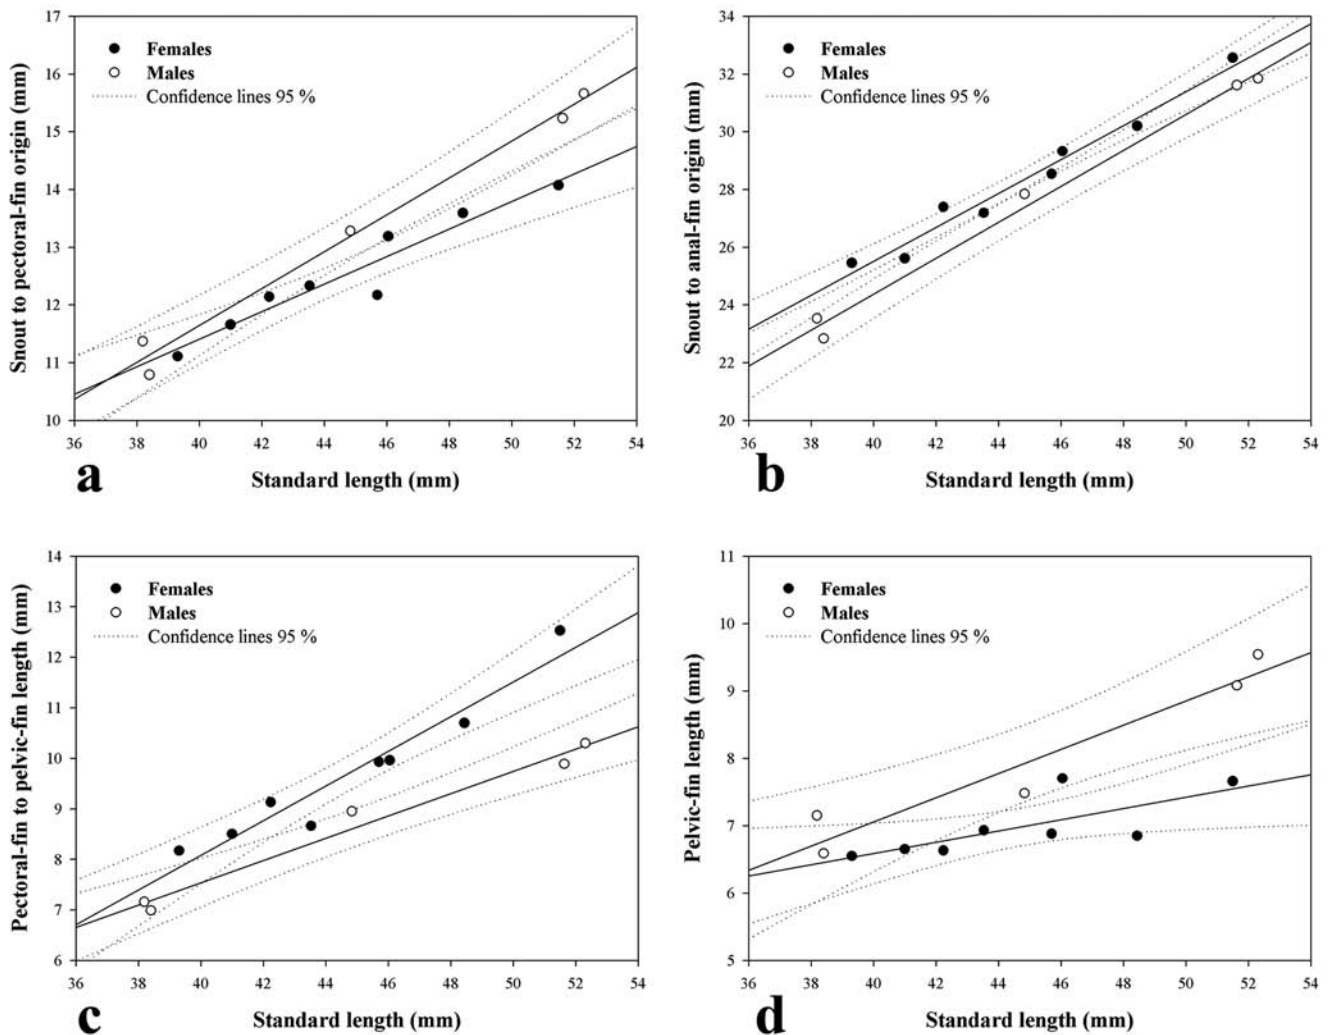 17
16
15
14
13
12
11
10
Snout to pectoral-fin origin (mm)
Females
Males
Confidence lines 95 %
36 38 40 42 44 46 48 50 52 54
a
Standard length (mm)
34
32
30
28
26
24
22
20
Snout to anal-fin origin (mm)
Females
Males
Confidence lines 95 %
36 38 40 42 44 46 48 50 52 54
b
Standard length (mm)
14
13
12
11
10
9
8
7
6
Pectoral-fin to pelvic-fin length (mm)
Females
Males
Confidence lines 95 %
36 38 40 42 44 46 48 50 52 54
c
Standard length (mm)
11
10
9
8
7
6
5
Pelvic-fin length (mm)
Females
Males
Confidence lines 95 %
36 38 40 42 44 46 48 50 52 54
d
Standard length (mm)